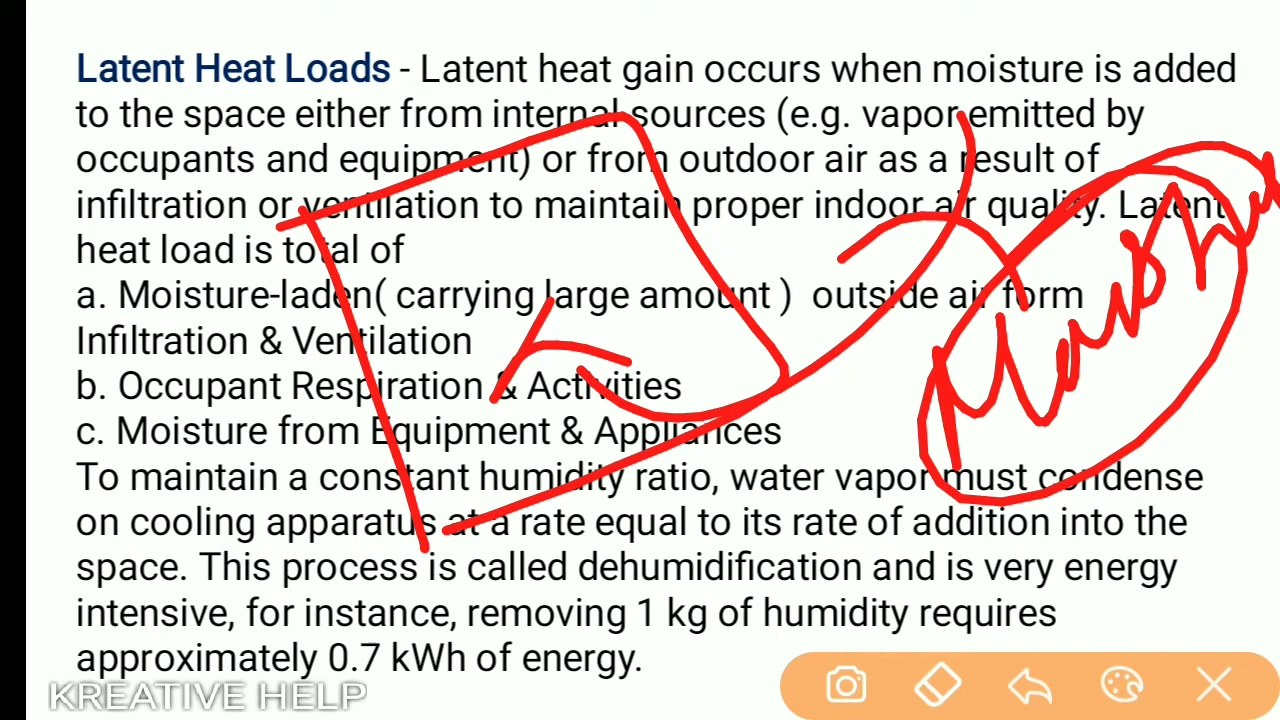 Latent Heat Loads - Latent heat gain occurs when moisture is added
to the space either from internal sources (e.g. vapor emitted by
occupants and equipment) or from outdoor air as a result of
infiltration or ventilation to maintain proper indoor air quality. Latent
heat load is total of
a. Moisture-laden( carrying large amount )  outside air form
Infiltration & Ventilation
b. Occupant Respiration & Activities
c. Moisture from Equipment & Appliances
To maintain a constant humidity ratio, water vapor must condense
on cooling apparatus at a rate equal to its rate of addition into the
space. This process is called dehumidification and is very energy
intensive, for instance, removing 1 kg of humidity requires
approximately 0.7 kWh of energy.
KREATIVE HELP